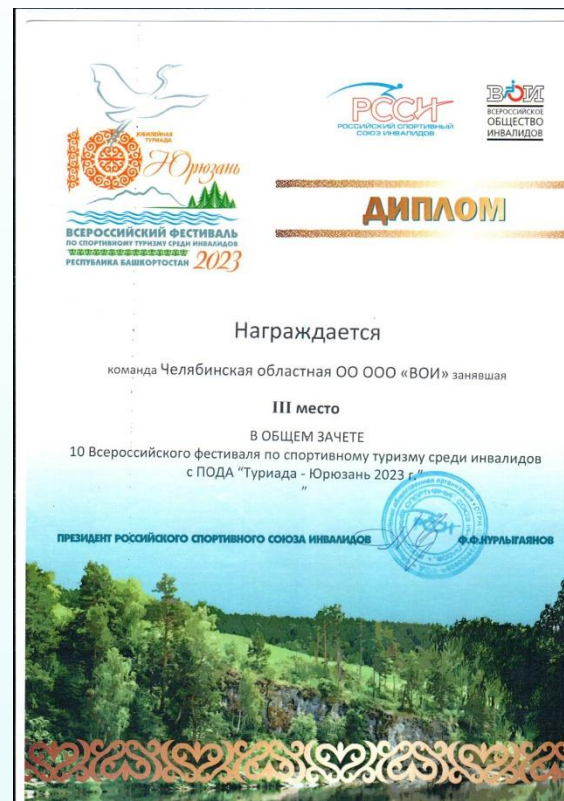 10
ЮБИЛЕЙНАЯ
ТУРИАДА
Юрюзань
ВСЕРОССИЙСКИЙ ФЕСТИВАЛЬ
ПО СПОРТИВНОМУ ТУРИЗМУ СРЕДИ ИНВАЛИДОВ
РЕСПУБЛИКА БАШКОРТОСТАН 2023
РССИ
РОССИЙСКИЙ СПОРТИВНЫЙ
СОЮЗ ИНВАЛИДОВ
ВОИ
ВСЕРОССИЙСКОЕ
ОБЩЕСТВО
ИНВАЛИДОВ
ДИПЛОМ
Награждается
команда Челябинская областная ОО ООО «ВОИ» занявшая
III место
В ОБЩЕМ ЗАЧЕТЕ
10 Всероссийского фестиваля по спортивному туризму среди инвалидов
с ПОДА "Туриада - Юрюзань 2023 г."
"
ПРЕЗИДЕНТ РОССИЙСКОГО СПОРТИВНОГО СОЮЗА ИНВАЛИДОВ Ф.Ф.НУРЛЫГАЯНОВ
РССИ